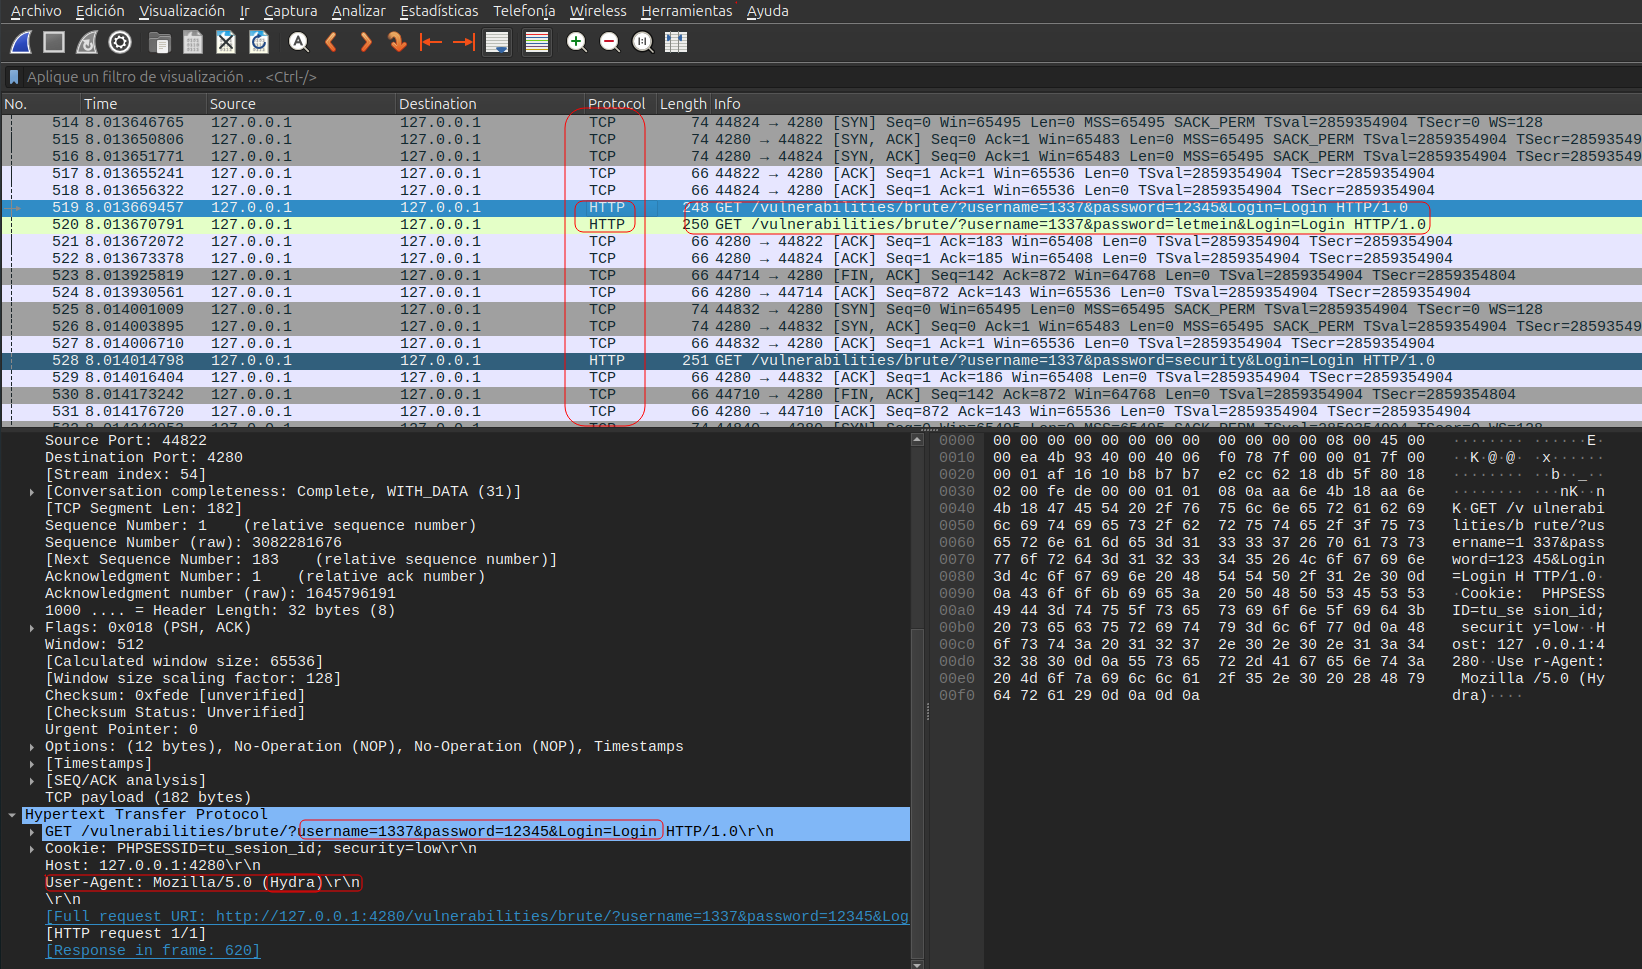 Archivo Edición Visualización Ir Captura Analizar Estadísticas Telefonía Wireless Herramientas Ayuda
Aplique un filtro de visualización … <Ctrl-/>
No. Time Source Destination Protocol Length Info
514 8.013646765 127.0.0.1 127.0.0.1 TCP 74 44824 → 4280 [SYN] Seq=0 Win=65495 Len=0 MSS=65495 SACK_PERM TSval=2859354904 TSecr=0 WS=128
515 8.013650806 127.0.0.1 127.0.0.1 TCP 74 4280 → 44822 [SYN, ACK] Seq=0 Ack=1 Win=65483 Len=0 MSS=65495 SACK_PERM TSval=2859354904 TSecr=2859354
516 8.013651771 127.0.0.1 127.0.0.1 TCP 74 4280 → 44824 [SYN, ACK] Seq=0 Ack=1 Win=65483 Len=0 MSS=65495 SACK_PERM TSval=2859354904 TSecr=2859354
517 8.013655241 127.0.0.1 127.0.0.1 TCP 66 44822 → 4280 [ACK] Seq=1 Ack=1 Win=65536 Len=0 TSval=2859354904 TSecr=2859354904
518 8.013656322 127.0.0.1 127.0.0.1 TCP 66 44824 → 4280 [ACK] Seq=1 Ack=1 Win=65536 Len=0 TSval=2859354904 TSecr=2859354904
519 8.013669457 127.0.0.1 127.0.0.1 HTTP 248 GET /vulnerabilities/brute/?username=1337&password=12345&Login=Login HTTP/1.0
520 8.013670791 127.0.0.1 127.0.0.1 HTTP 250 GET /vulnerabilities/brute/?username=1337&password=letmein&Login=Login HTTP/1.0
521 8.013672072 127.0.0.1 127.0.0.1 TCP 66 4280 → 44822 [ACK] Seq=1 Ack=183 Win=65408 Len=0 TSval=2859354904 TSecr=2859354904
522 8.013673378 127.0.0.1 127.0.0.1 TCP 66 4280 → 44824 [ACK] Seq=1 Ack=185 Win=65408 Len=0 TSval=2859354904 TSecr=2859354904
523 8.013925819 127.0.0.1 127.0.0.1 TCP 66 44714 → 4280 [FIN, ACK] Seq=142 Ack=872 Win=64768 Len=0 TSval=2859354904 TSecr=2859354804
524 8.013930561 127.0.0.1 127.0.0.1 TCP 66 4280 → 44714 [ACK] Seq=872 Ack=143 Win=65536 Len=0 TSval=2859354904 TSecr=2859354904
525 8.014001009 127.0.0.1 127.0.0.1 TCP 74 44832 → 4280 [SYN] Seq=0 Win=65495 Len=0 MSS=65495 SACK_PERM TSval=2859354904 TSecr=0 WS=128
526 8.014003895 127.0.0.1 127.0.0.1 TCP 74 4280 → 44832 [SYN, ACK] Seq=0 Ack=1 Win=65483 Len=0 MSS=65495 SACK_PERM TSval=2859354904 TSecr=2859354
527 8.014006710 127.0.0.1 127.0.0.1 TCP 66 44832 → 4280 [ACK] Seq=1 Ack=1 Win=65536 Len=0 TSval=2859354904 TSecr=2859354904
528 8.014014798 127.0.0.1 127.0.0.1 HTTP 251 GET /vulnerabilities/brute/?username=1337&password=security&Login=Login HTTP/1.0
529 8.014016404 127.0.0.1 127.0.0.1 TCP 66 4280 → 44832 [ACK] Seq=1 Ack=186 Win=65408 Len=0 TSval=2859354904 TSecr=2859354904
530 8.014173242 127.0.0.1 127.0.0.1 TCP 66 44710 → 4280 [FIN, ACK] Seq=142 Ack=872 Win=64768 Len=0 TSval=2859354904 TSecr=2859354804
531 8.014176720 127.0.0.1 127.0.0.1 TCP 66 4280 → 44710 [ACK] Seq=872 Ack=143 Win=65536 Len=0 TSval=2859354904 TSecr=2859354904
Source Port: 44822
Destination Port: 4280
[Stream index: 54]
[Conversation completeness: Complete, WITH_DATA (31)]
[TCP Segment Len: 182]
Sequence Number: 1 (relative sequence number)
Sequence Number (raw): 3082281676
[Next Sequence Number: 183 (relative sequence number)]
Acknowledgment Number: 1 (relative ack number)
Acknowledgment number (raw): 1645796191
1000 .... = Header Length: 32 bytes (8)
Flags: 0x018 (PSH, ACK)
Window: 512
[Calculated window size: 65536]
[Window size scaling factor: 128]
Checksum: 0xfede [unverified]
[Checksum Status: Unverified]
Urgent Pointer: 0
Options: (12 bytes), No-Operation (NOP), No-Operation (NOP), Timestamps
[Timestamps]
[SEQ/ACK analysis]
TCP payload (182 bytes)
Hypertext Transfer Protocol
GET /vulnerabilities/brute/?username=1337&password=12345&Login=Login HTTP/1.0\r\n
Cookie: PHPSESSID=tu_sesion_id; security=low\r\n
Host: 127.0.0.1:4280\r\n
User-Agent: Mozilla/5.0 (Hydra)\r\n
\r\n
[Full request URI: http://127.0.0.1:4280/vulnerabilities/brute/?username=1337&password=12345&Log
[HTTP request 1/1]
[Response in frame: 620]
0000 00 00 00 00 00 00 00 00 00 00 00 00 08 00 45 00 ········ ······E·
0010 00 ea 4b 93 40 00 40 06 f0 78 7f 00 00 01 7f 00 ··K·@·@· ·x······
0020 00 01 af 16 10 b8 b7 b7 e2 cc 62 18 db 5f 80 18 ········ ··b··_··
0030 02 00 fe de 00 00 01 01 08 0a aa 6e 4b 18 aa 6e ········ ···nK··n
0040 4b 18 47 45 54 20 2f 76 75 6c 6e 65 72 61 62 69 K·GET /v ulnerabi
0050 6c 69 74 69 65 73 2f 62 72 75 74 65 2f 3f 75 73 lities/b rute/?us
0060 65 72 6e 61 6d 65 3d 31 33 33 37 26 70 61 73 73 ername=1 337&pass
0070 77 6f 72 64 3d 31 32 33 34 35 26 4c 6f 67 69 6e word=123 45&Login
0080 3d 4c 6f 67 69 6e 20 48 54 54 50 2f 31 2e 30 0d =Login H TTP/1.0·
0090 0a 43 6f 6f 6b 69 65 3a 20 50 48 50 53 45 53 53 ·Cookie: PHPSESS
00a0 49 44 3d 74 75 5f 73 65 73 69 6f 6e 5f 69 64 3b ID=tu_se sion_id;
00b0 20 73 65 63 75 72 69 74 79 3d 6c 6f 77 0d 0a 48 securit y=low··H
00c0 6f 73 74 3a 20 31 32 37 2e 30 2e 30 2e 31 3a 34 ost: 127 .0.0.1:4
00d0 32 38 30 0d 0a 55 73 65 72 2d 41 67 65 6e 74 3a 280··Use r-Agent:
00e0 20 4d 6f 7a 69 6c 6c 61 2f 35 2e 30 20 28 48 79 Mozilla /5.0 (Hy
00f0 64 72 61 29 0d 0a 0d 0a dra)····